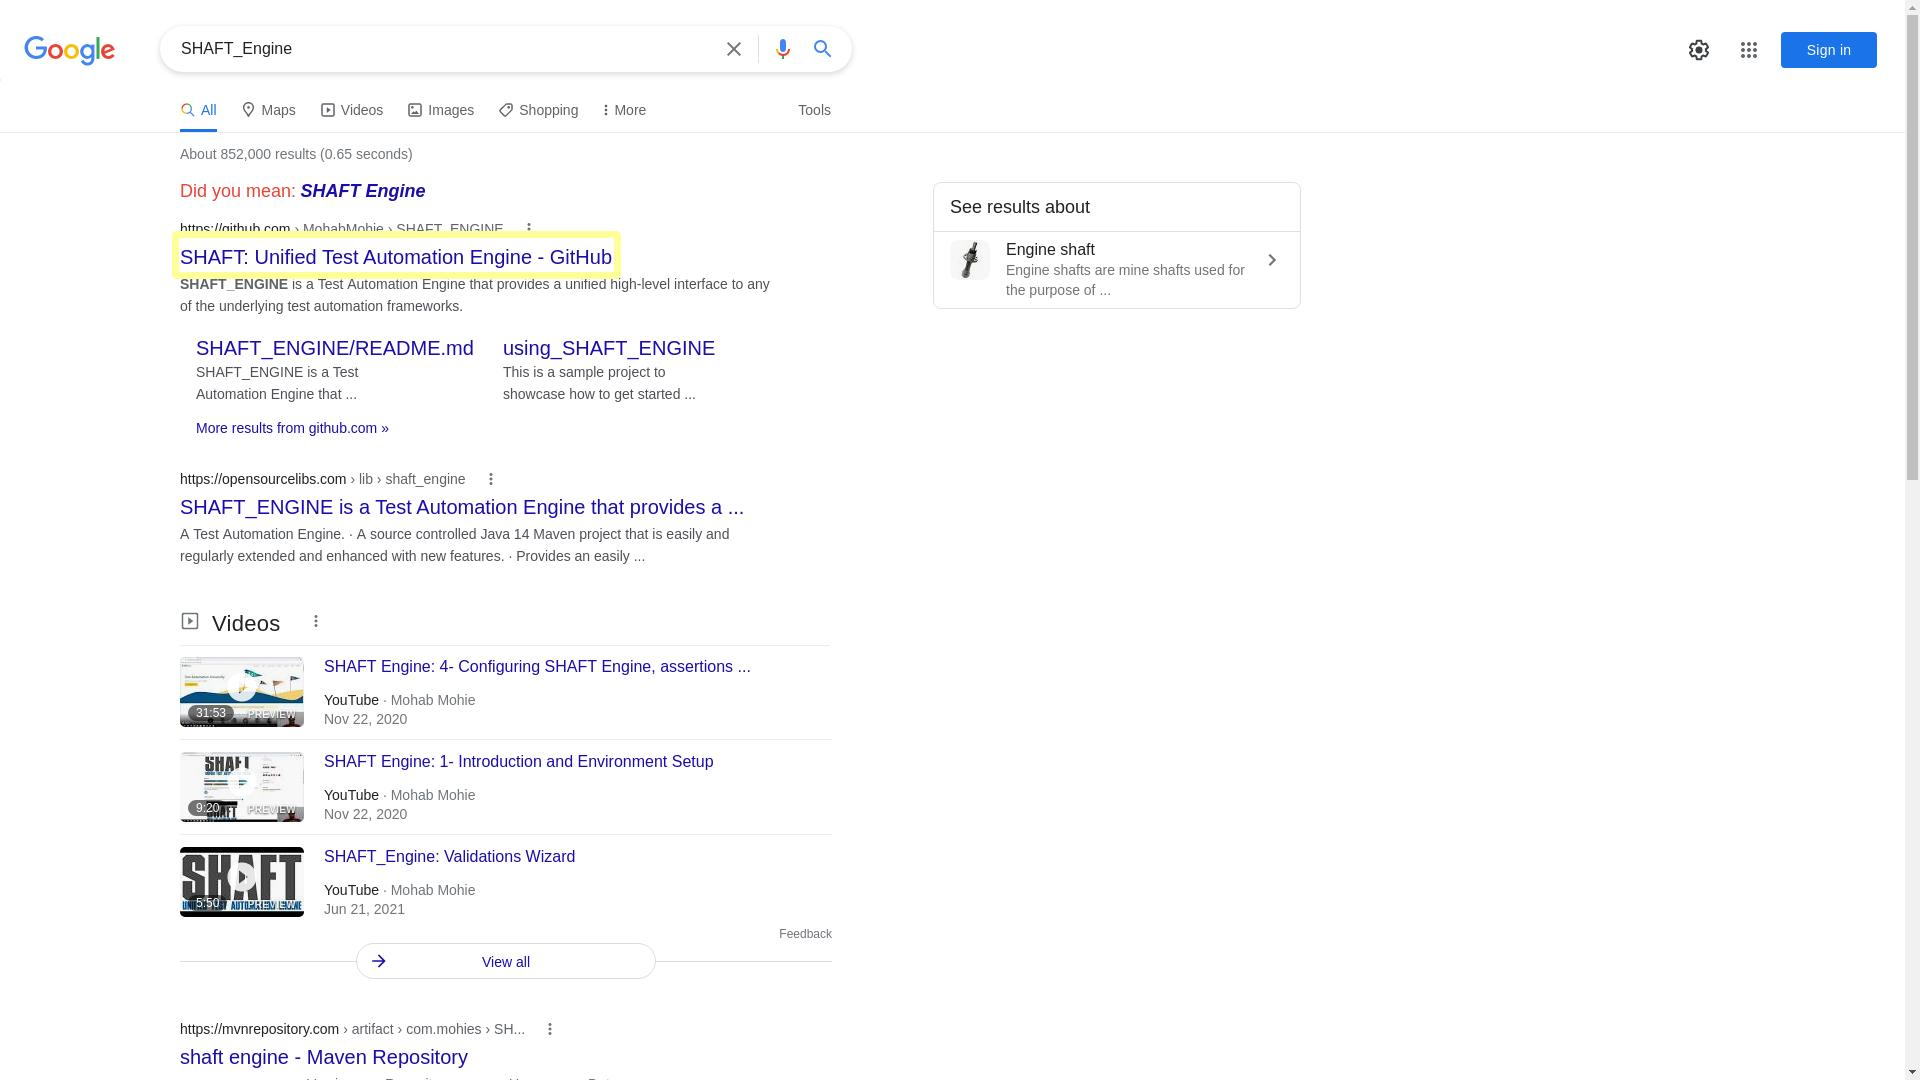 Google
SHAFT_Engine
Sign in
All
Maps
Videos
Images
Shopping
More
Tools
About 852,000 results (0.65 seconds)
Did you mean: SHAFT Engine
https://github.com › MohabMohie › SHAFT_ENGINE
SHAFT: Unified Test Automation Engine - GitHub
SHAFT_ENGINE is a Test Automation Engine that provides a unified high-level interface to any
of the underlying test automation frameworks.
SHAFT_ENGINE/README.md
SHAFT_ENGINE is a Test
Automation Engine that ...
using_SHAFT_ENGINE
This is a sample project to
showcase how to get started ...
More results from github.com »
https://opensourcelibs.com › lib › shaft_engine
SHAFT_ENGINE is a Test Automation Engine that provides a ...
A Test Automation Engine. · A source controlled Java 14 Maven project that is easily and
regularly extended and enhanced with new features. · Provides an easily ...
Videos
31:53
PREVIEW
SHAFT Engine: 4- Configuring SHAFT Engine, assertions ...
YouTube · Mohab Mohie
Nov 22, 2020
SHAFT
9:20
PREVIEW
SHAFT Engine: 1- Introduction and Environment Setup
YouTube · Mohab Mohie
Nov 22, 2020
SHAFT
5:50
PREVIEW
SHAFT_Engine: Validations Wizard
YouTube · Mohab Mohie
Jun 21, 2021
Feedback
View all
https://mvnrepository.com › artifact › com.mohies › SH...
shaft engine - Maven Repository
See results about
Engine shaft
Engine shafts are mine shafts used for
the purpose of ...